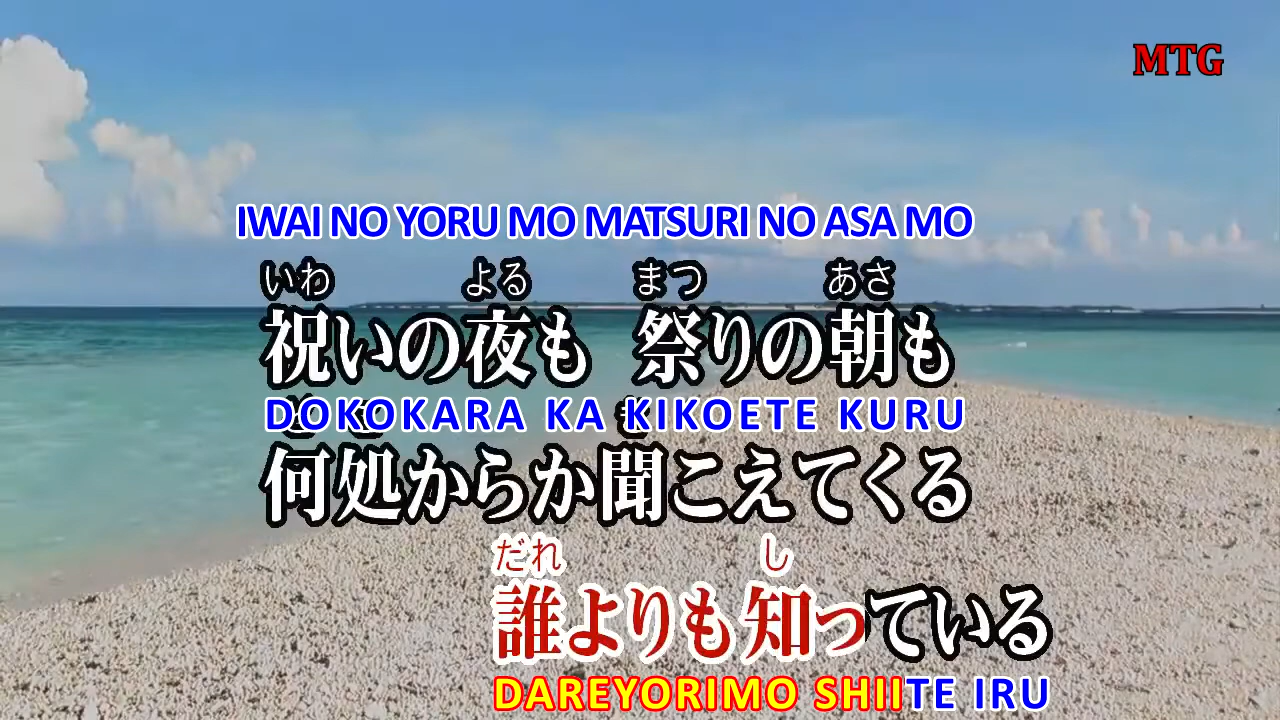 MTG
IWAI NO YORU MO MATSURI NO ASA MO
いわ よる まつ あさ
祝いの夜も 祭りの朝も
DOKOKARA KA KIKOETE KURU
何処からか聞こえてくる
だれ し
誰よりも知っている
DAREYORIMO SHIITE IRU